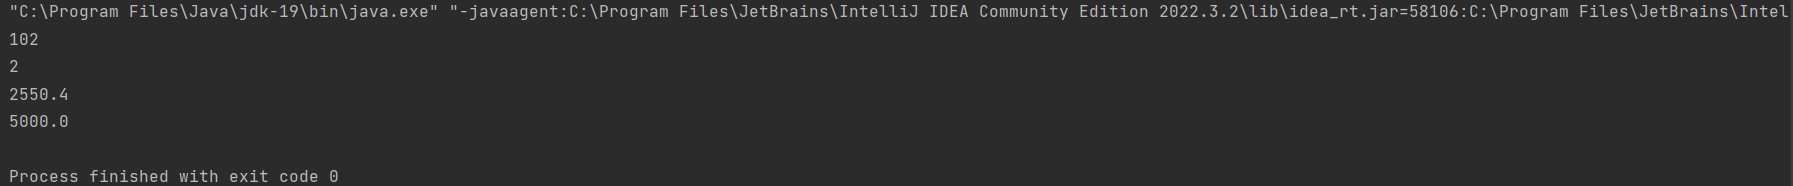 "C:\Program Files\Java\jdk-19\bin\java.exe" "-javaagent:C:\Program Files\JetBrains\IntelliJ IDEA Community Edition 2022.3.2\lib\idea_rt.jar=58106:C:\Program Files\JetBrains\Intel
102
2
2550.4
5000.0
Process finished with exit code 0